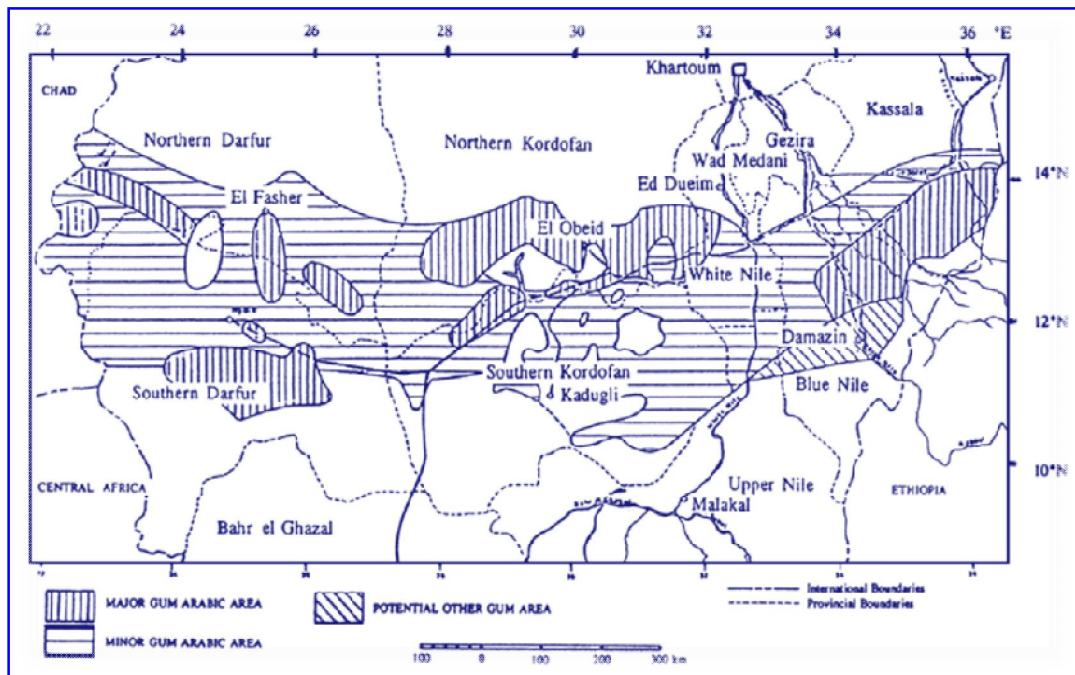 22 24 26 28 30 32 34 36 °E
Khartoum
CHAD
Kassala
Northern Darfur
Northern Kordofan
Gezira
Wad Medani
14°N
Ed Dueim
El Fasher
El Obeid
White Nile
12°N
Damazin
Southern Kordofan
Blue Nile
Southern Darfur
Kadugli
10°N
CENTRAL AFRICA
Upper Nile
ETHIOPIA
Malakal
Bahr el Ghazal
MAJOR GUM ARABIC AREA
POTENTIAL OTHER GUM AREA
International Boundaries
Provincial Boundaries
MINOR GUM ARABIC AREA
100 0 100 200 300 km